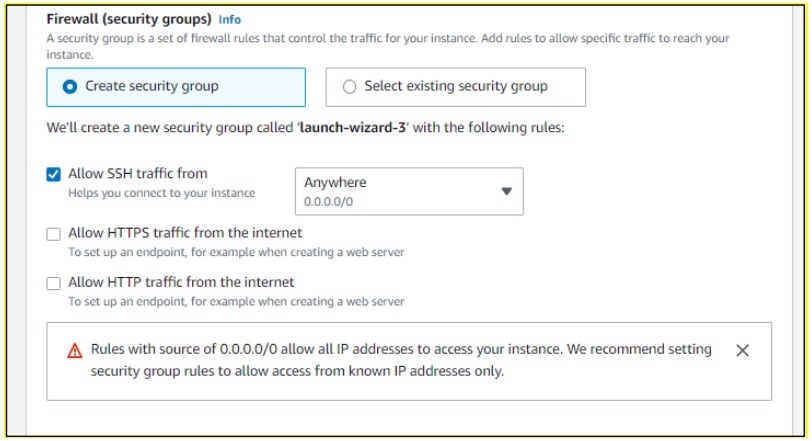 Firewall (security groups) Info
A security group is a set of firewall rules that control the traffic for your instance. Add rules to allow specific traffic to reach your
instance.
Create security group
Select existing security group
We'll create a new security group called 'launch-wizard-3' with the following rules:
Allow SSH traffic from
Helps you connect to your instance
Anywhere
0.0.0.0/0
Allow HTTPS traffic from the internet
To set up an endpoint, for example when creating a web server
Allow HTTP traffic from the internet
To set up an endpoint, for example when creating a web server
Rules with source of 0.0.0.0/0 allow all IP addresses to access your instance. We recommend setting
security group rules to allow access from known IP addresses only.